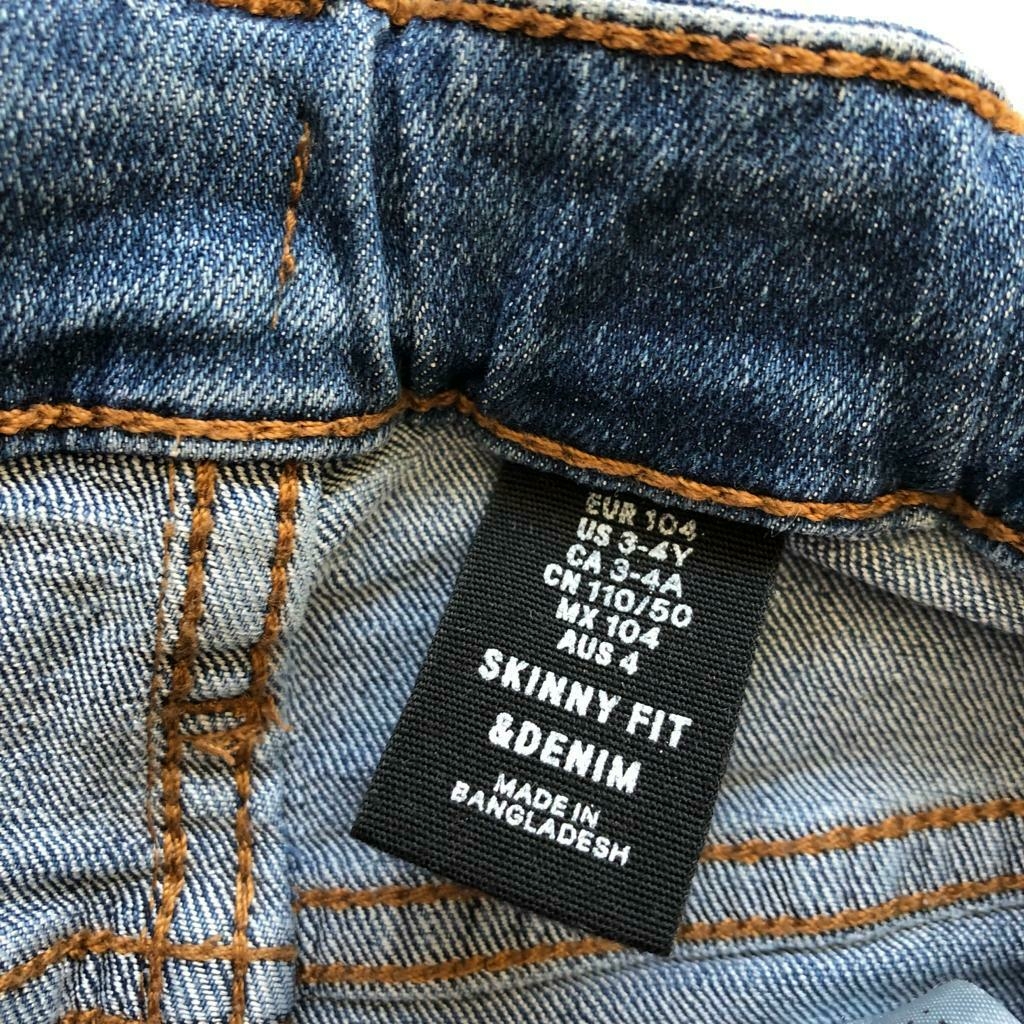 EUR 104
US 3-4Y
CA 3-4A
CN 110/50
MX 104
AUS 4
SKINNY FIT
&DENIM
MADE IN
BANGLADESH